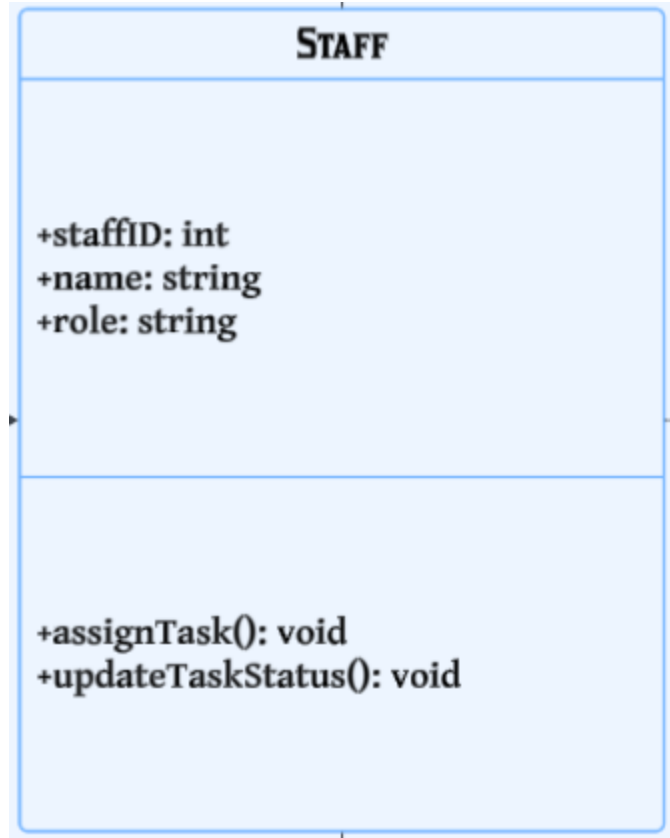 STAFF
+staffID: int
+name: string
+role: string
+assignTask(): void
+updateTaskStatus(): void